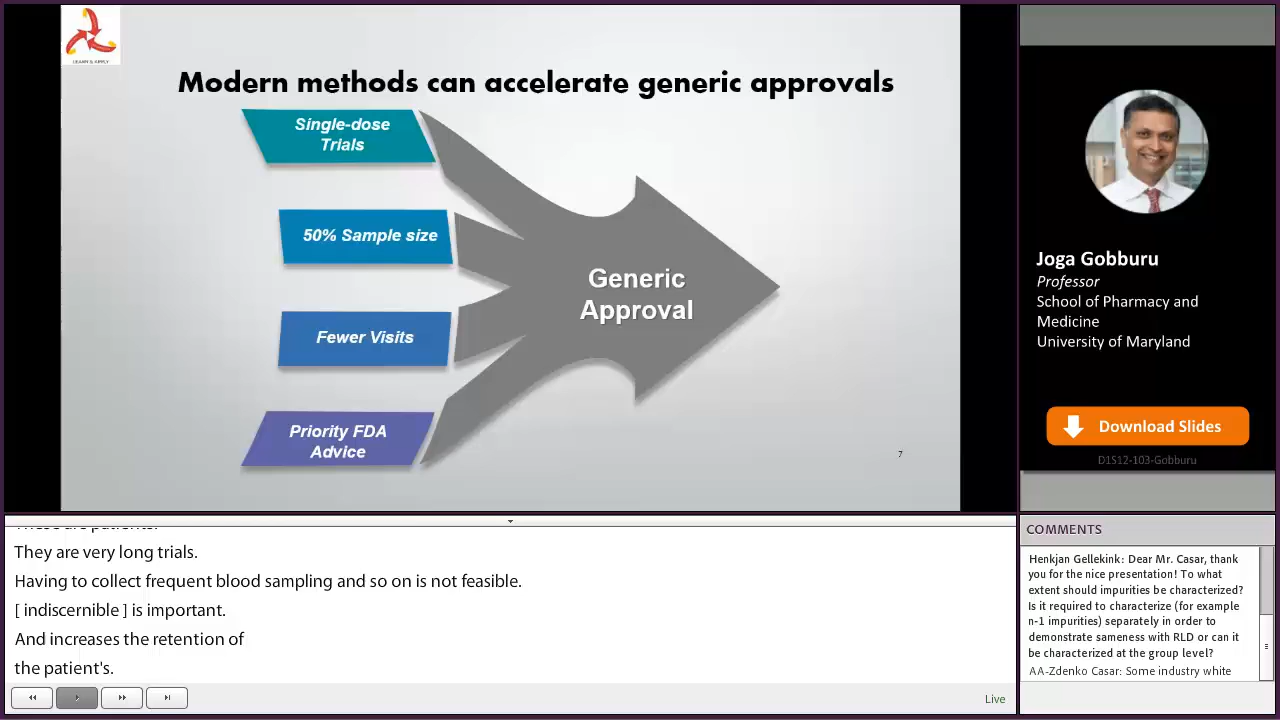 LEARN & APPLY
Modern methods can accelerate generic approvals
Single-dose
Trials
50% Sample size
Fewer Visits
Priority FDA
Advice
Generic
Approval
7
Joga Gobburu
Professor
School of Pharmacy and
Medicine
University of Maryland
Download Slides
D1S12-103-Gobburu
They are very long trials.
Having to collect frequent blood sampling and so on is not feasible.
[ indiscernible ] is important.
And increases the retention of
the patient's.
Live
COMMENTS
Henkjan Gellekink: Dear Mr. Casar, thank
you for the nice presentation! To what
extent should impurities be characterized?
Is it required to characterize (for example
n-1 impurities) separately in order to
demonstrate sameness with RLD or can it
be characterized at the group level?
AA-Zdenko Casar: Some industry white